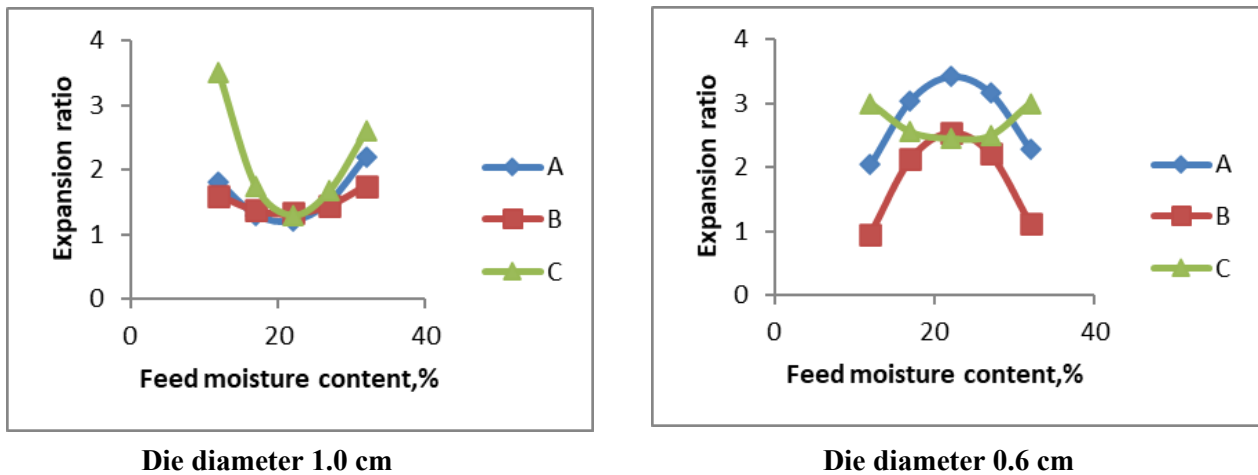 4
3
2
1
0
0
20
40
Expansion ratio
Feed moisture content,%
A
B
C
Die diameter 1.0 cm
4
3
2
1
0
0
20
40
Expansion ratio
Feed moisture content,%
A
B
C
Die diameter 0.6 cm